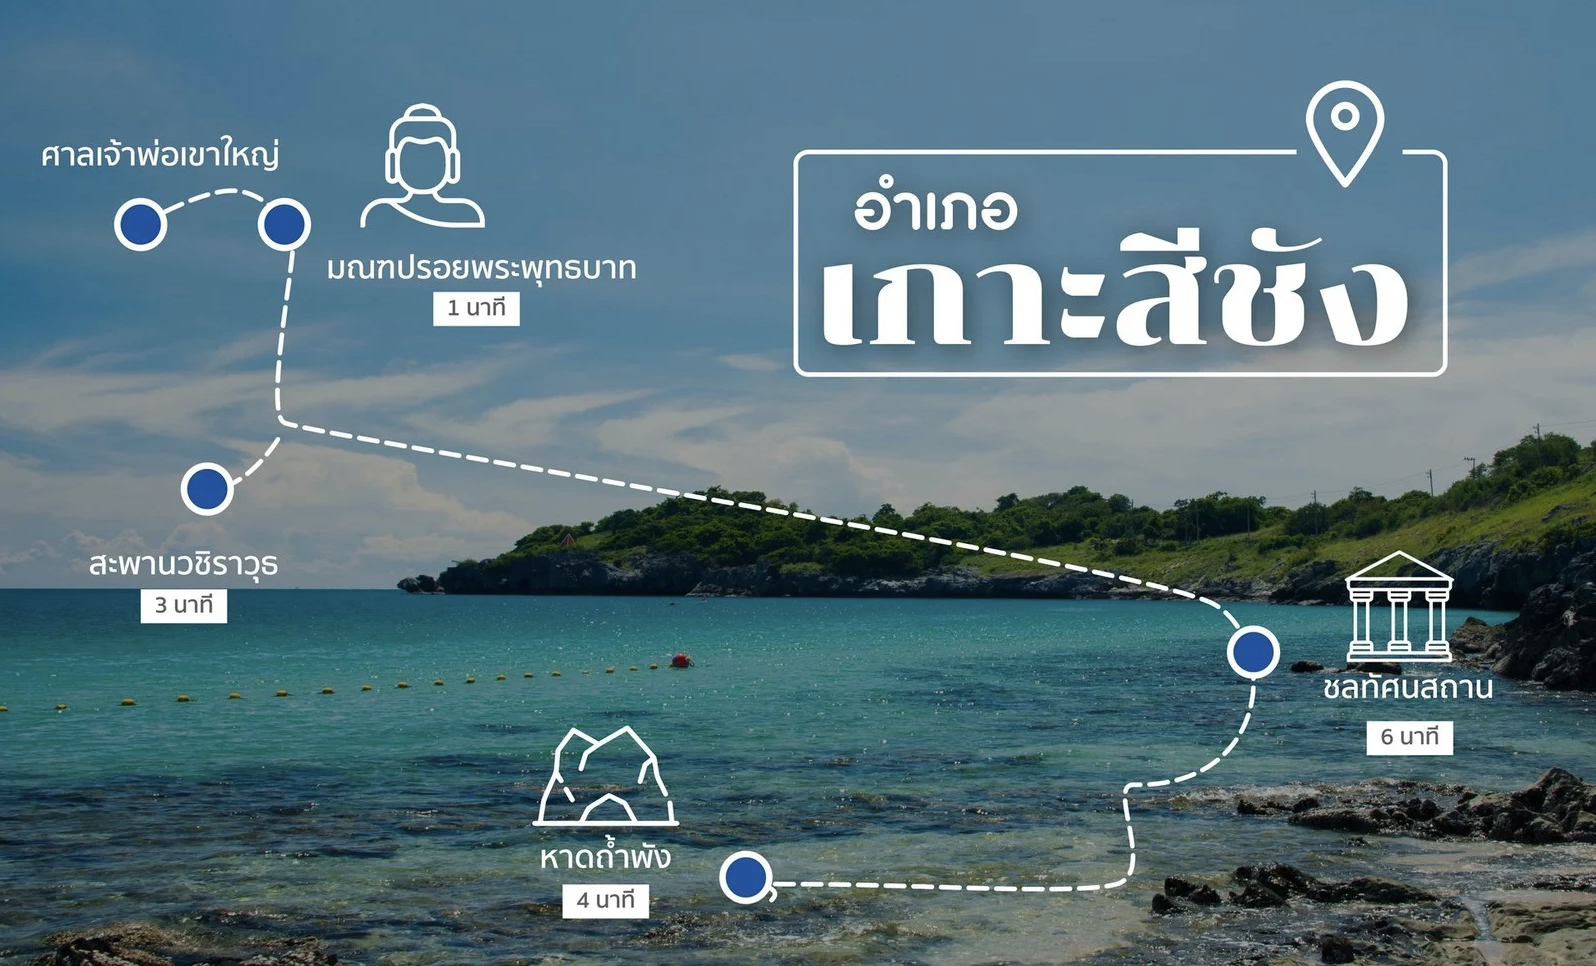 ศาลเจ้าพ่อเขาใหญ่
มณฑปรอยพระพุทธบาท
1 นาที
อำเภอ
เกาะสีชัง
สะพานวชิราวุธ
3 นาที
ชลทัศนสถาน
6 นาที
หาดถ้ำพัง
4 นาที